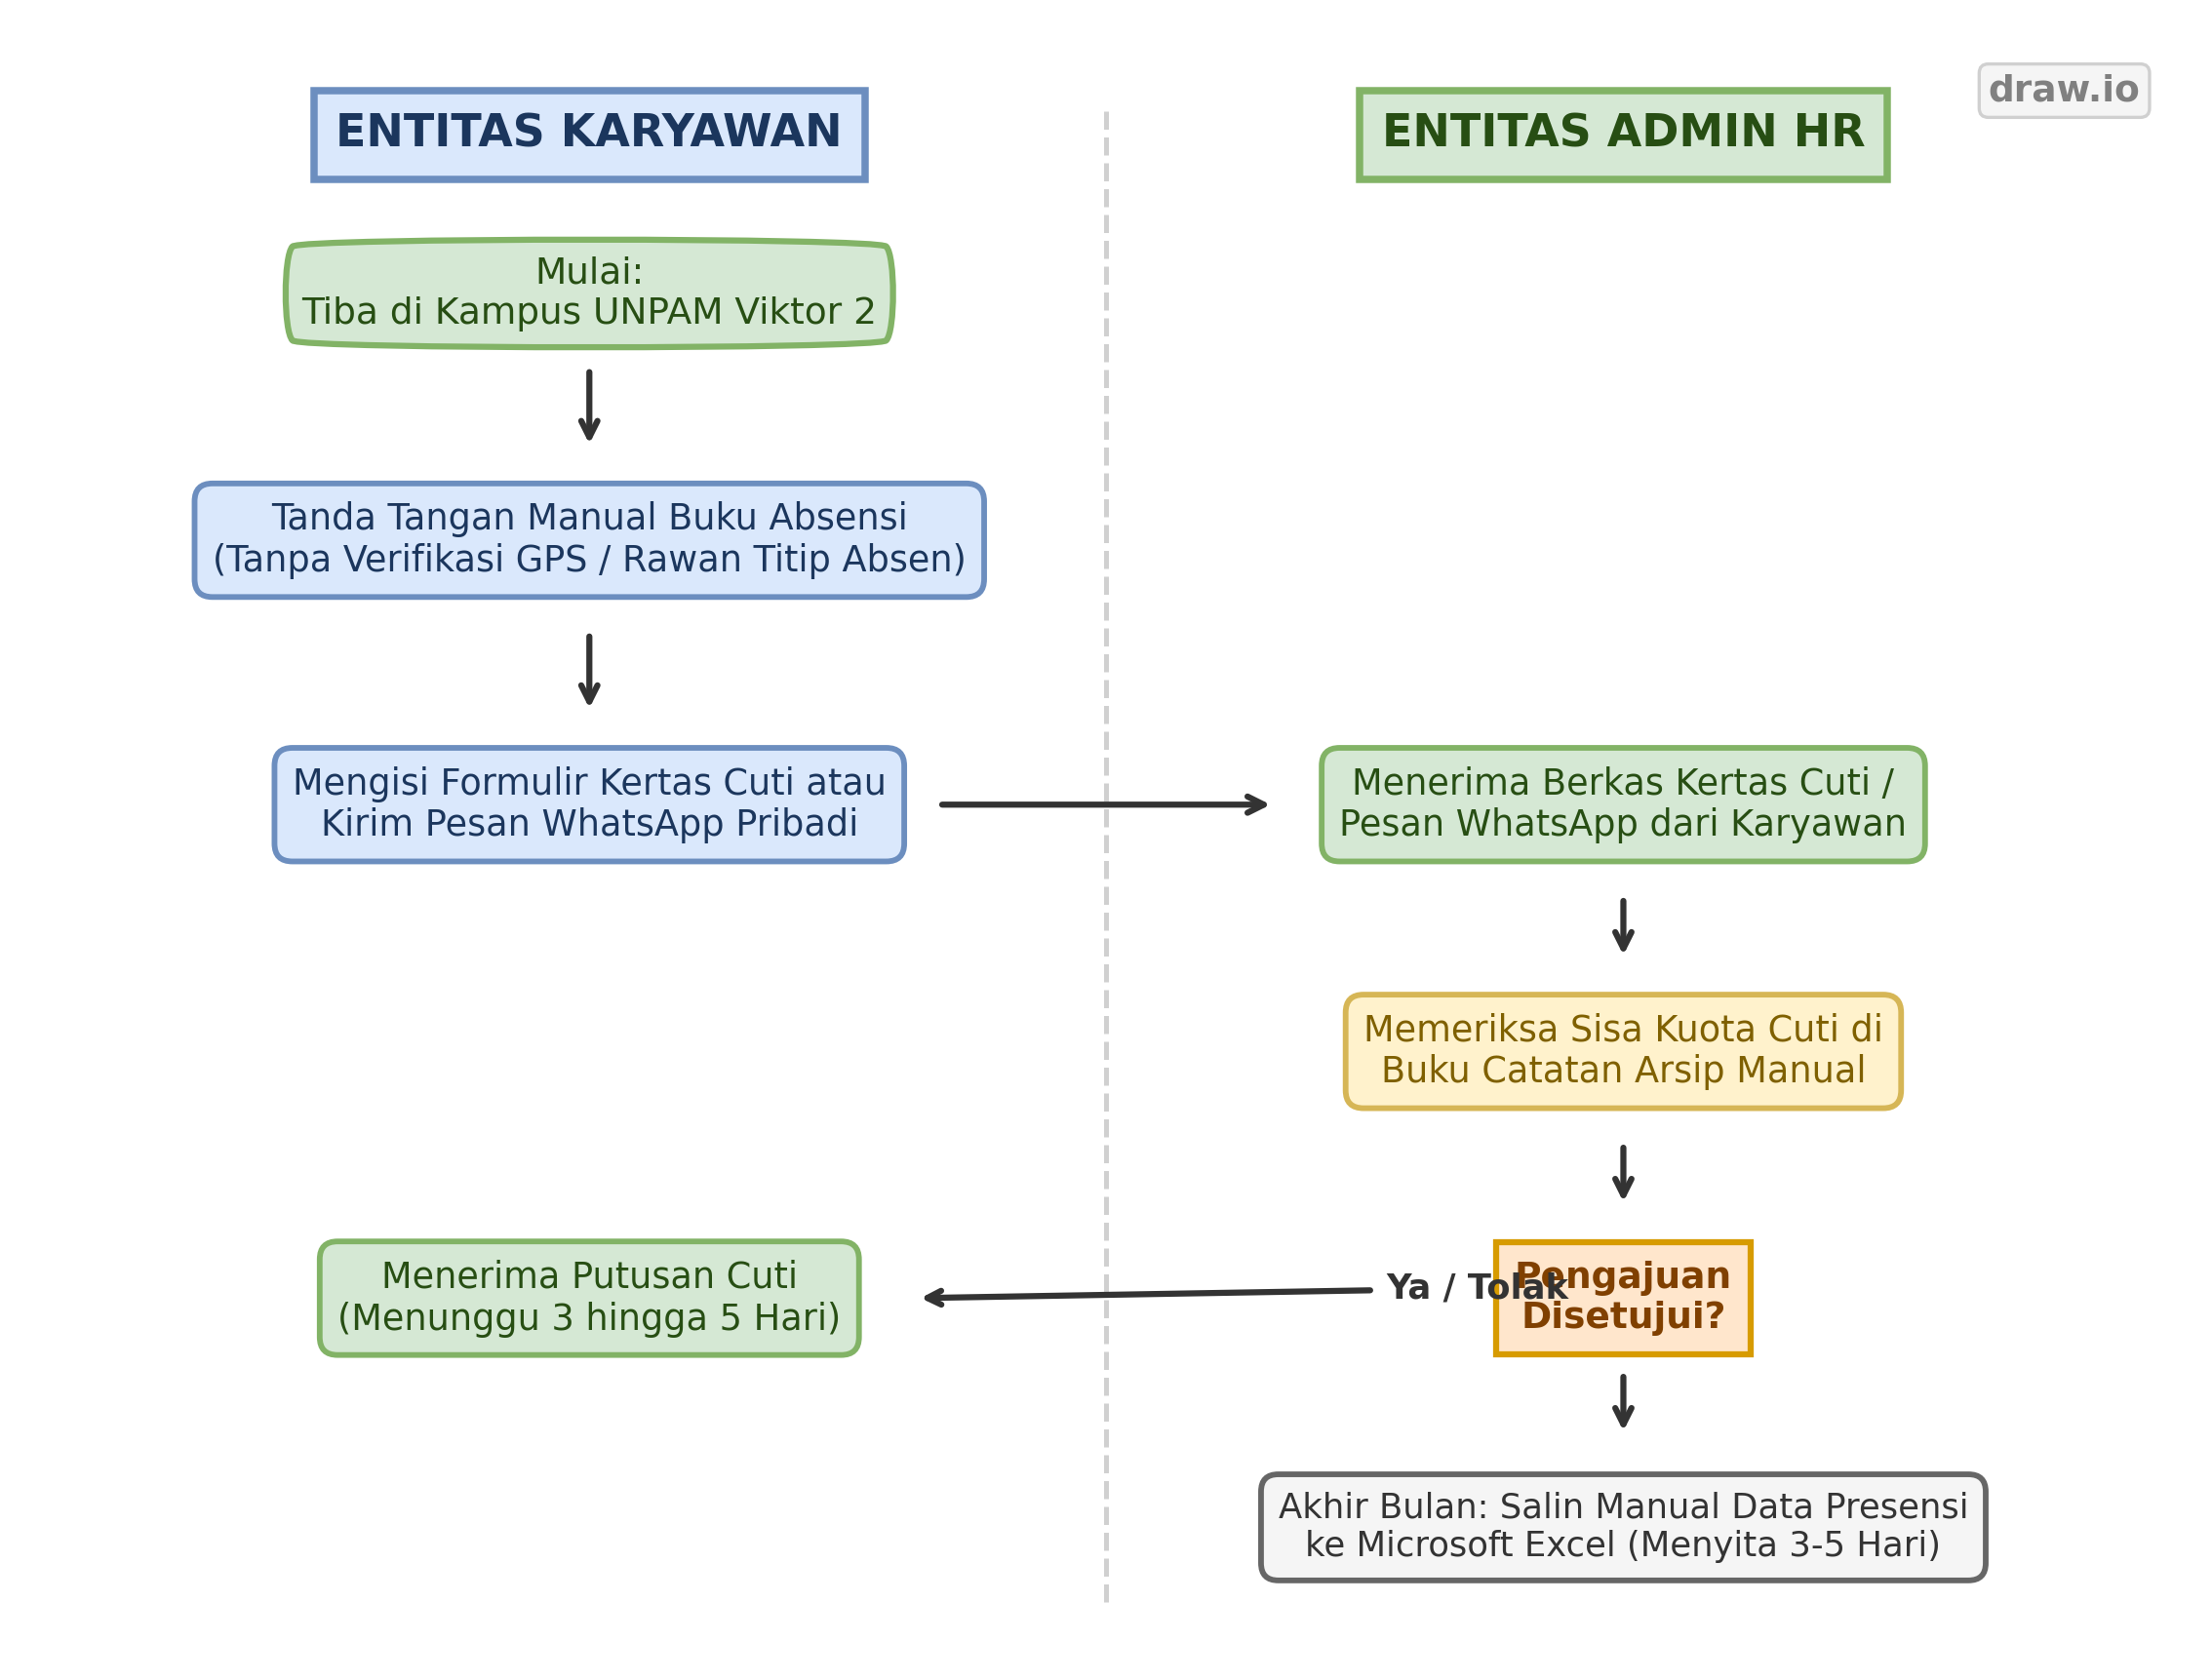 ENTITAS KARYAWAN
ENTITAS ADMIN HR
draw.io
Mulai:
Tiba di Kampus UNPAM Viktor 2
Tanda Tangan Manual Buku Absensi
(Tanpa Verifikasi GPS / Rawan Titip Absen)
Mengisi Formulir Kertas Cuti atau
Kirim Pesan WhatsApp Pribadi
Menerima Berkas Kertas Cuti /
Pesan WhatsApp dari Karyawan
Memeriksa Sisa Kuota Cuti di
Buku Catatan Arsip Manual
Menerima Putusan Cuti
(Menunggu 3 hingga 5 Hari)
Ya / Tolak
Pengajuan
Disetujui?
Akhir Bulan: Salin Manual Data Presensi
ke Microsoft Excel (Menyita 3-5 Hari)